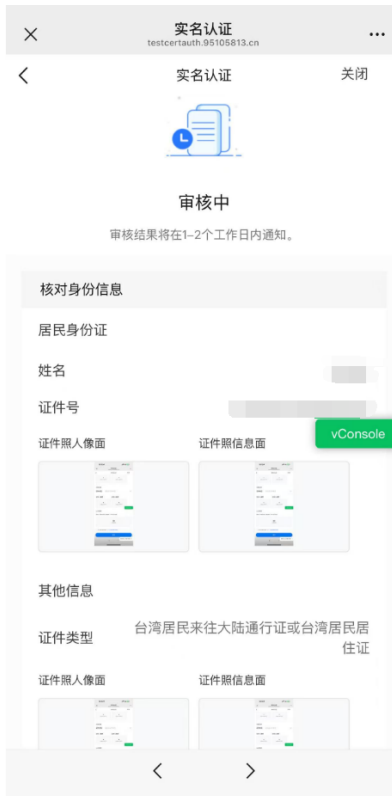 实名认证
testcertauth.95105813.cn
实名认证
关闭
审核中
审核结果将在1–2个工作日内通知。
核对身份信息
居民身份证
姓名
证件号
vConsole
证件照人像面
证件照信息面
其他信息
证件类型
台湾居民来往大陆通行证或台湾居民居
住证
证件照人像面
证件照信息面